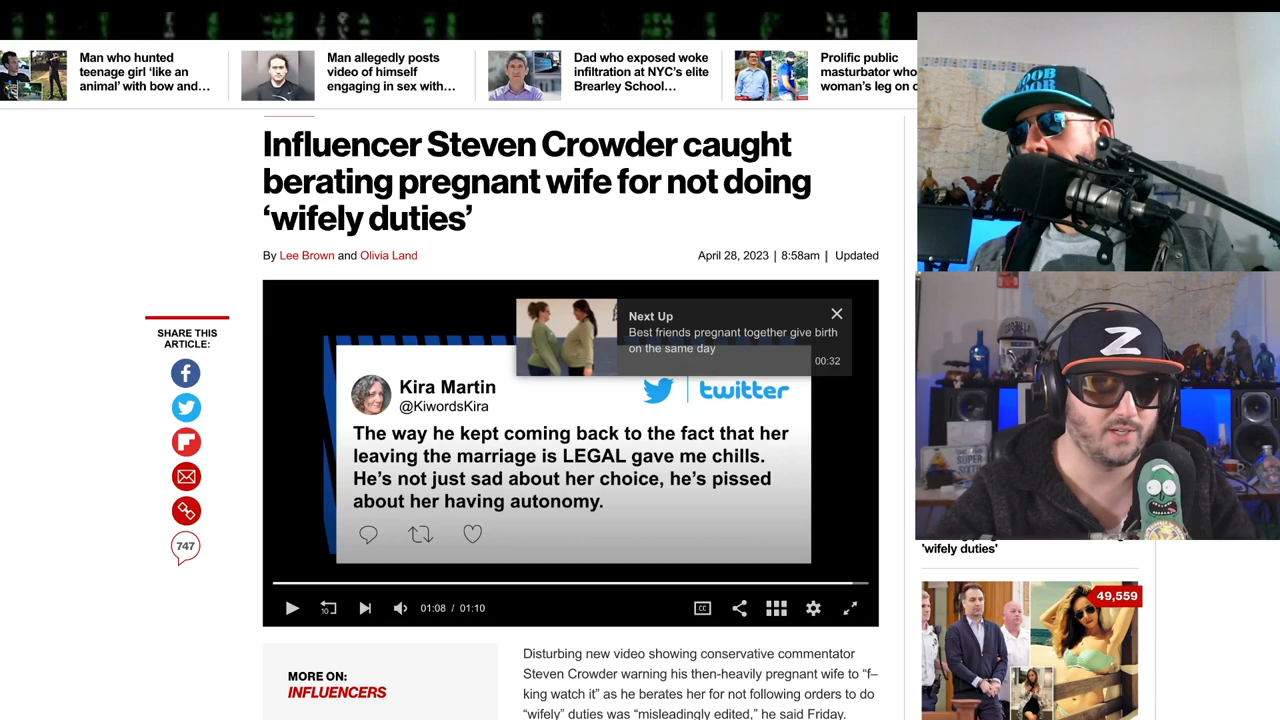 Man who hunted
teenage girl ‘like an
animal’ with bow and…
Man allegedly posts
video of himself
engaging in sex with…
Dad who exposed woke
infiltration at NYC’s elite
Brearley School…
Prolific public
masturbator who
woman’s leg on
Influencer Steven Crowder caught
berating pregnant wife for not doing
‘wifely duties’
By Lee Brown and Olivia Land
April 28, 2023 | 8:58am | Updated
SHARE THIS
ARTICLE:
747
Next Up
Best friends pregnant together give birth
on the same day
00:32
Kira Martin
@KiwordsKira
twitter
The way he kept coming back to the fact that her
leaving the marriage is LEGAL gave me chills.
He’s not just sad about her choice, he’s pissed
about her having autonomy.
10
01:08 / 01:10
CC
MORE ON:
INFLUENCERS
Disturbing new video showing conservative commentator
Steven Crowder warning his then-heavily pregnant wife to “f–
king watch it” as he berates her for not following orders to do
“wifely” duties was “misleadingly edited,” he said Friday.
Z
'wifely duties'
49,559